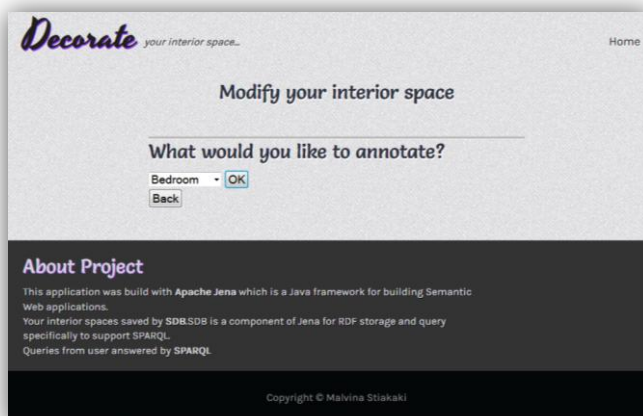 Decorate your interior space...
Home
Modify your interior space
What would you like to annotate?
Bedroom OK
Back
About Project
This application was build with Apache Jena which is a Java framework for building Semantic
Web applications.
Your interior spaces saved by SDB.SDB is a component of Jena for RDF storage and query
specifically to support SPARQL.
Queries from user answered by SPARQL
Copyright © Malvina Stiakaki